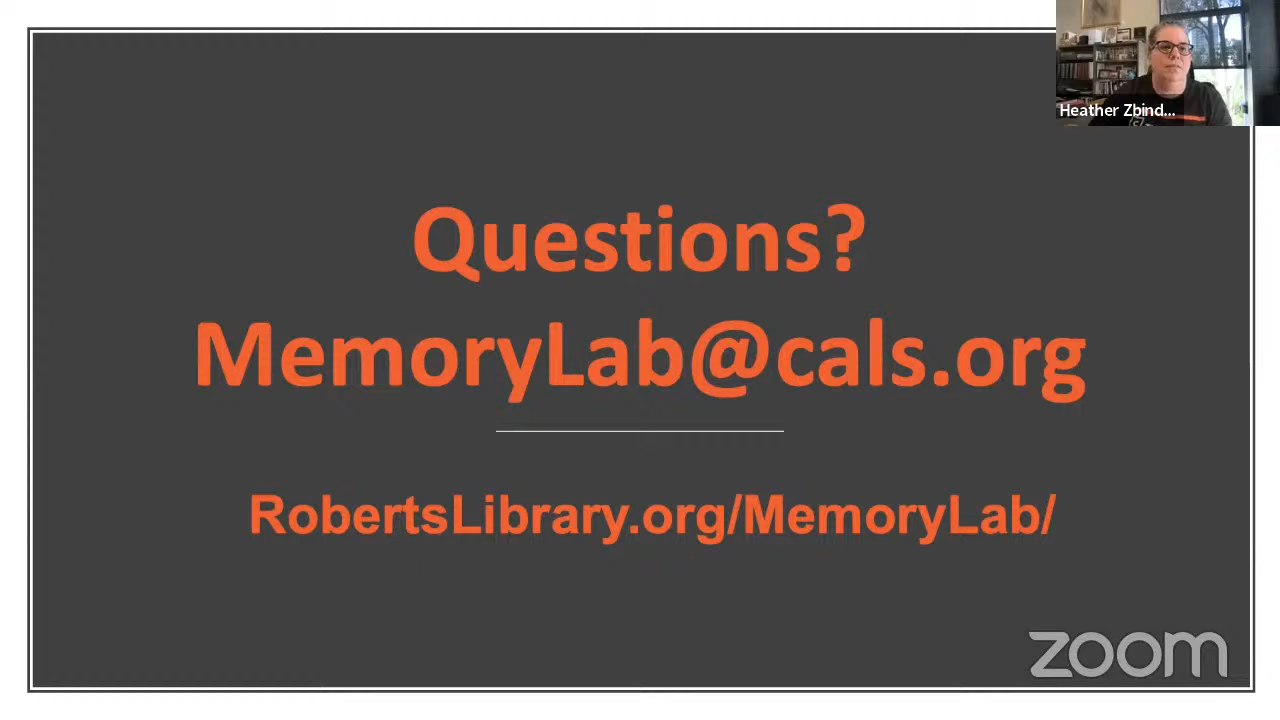 Heather Zbind...
Questions?
MemoryLab@cals.org
RobertsLibrary.org/MemoryLab/
zoom